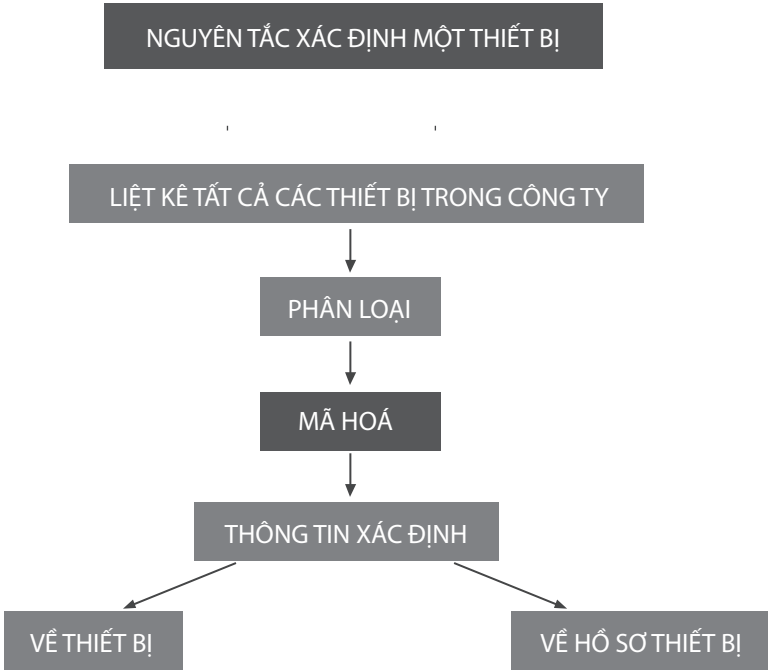 NGUYÊN TẮC XÁC ĐỊNH MỘT THIẾT BỊ
LIỆT KÊ TẤT CẢ CÁC THIẾT BỊ TRONG CÔNG TY
PHÂN LOẠI
MÃ HOÁ
THÔNG TIN XÁC ĐỊNH
VỀ THIẾT BỊ
VỀ HỒ SƠ THIẾT BỊ